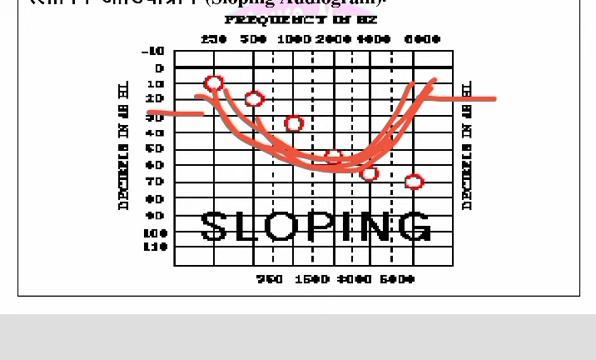 (Sloping Audiogram).
FREQUENCY IN HZ
250 500 1000 2000 4000 8000
-10
0
10
20
30
40
50
60
70
80
90
100
110
DECIBELS IN dB HL
DECIBELS IN dB HL
SLOPING
750 1500 3000 6000